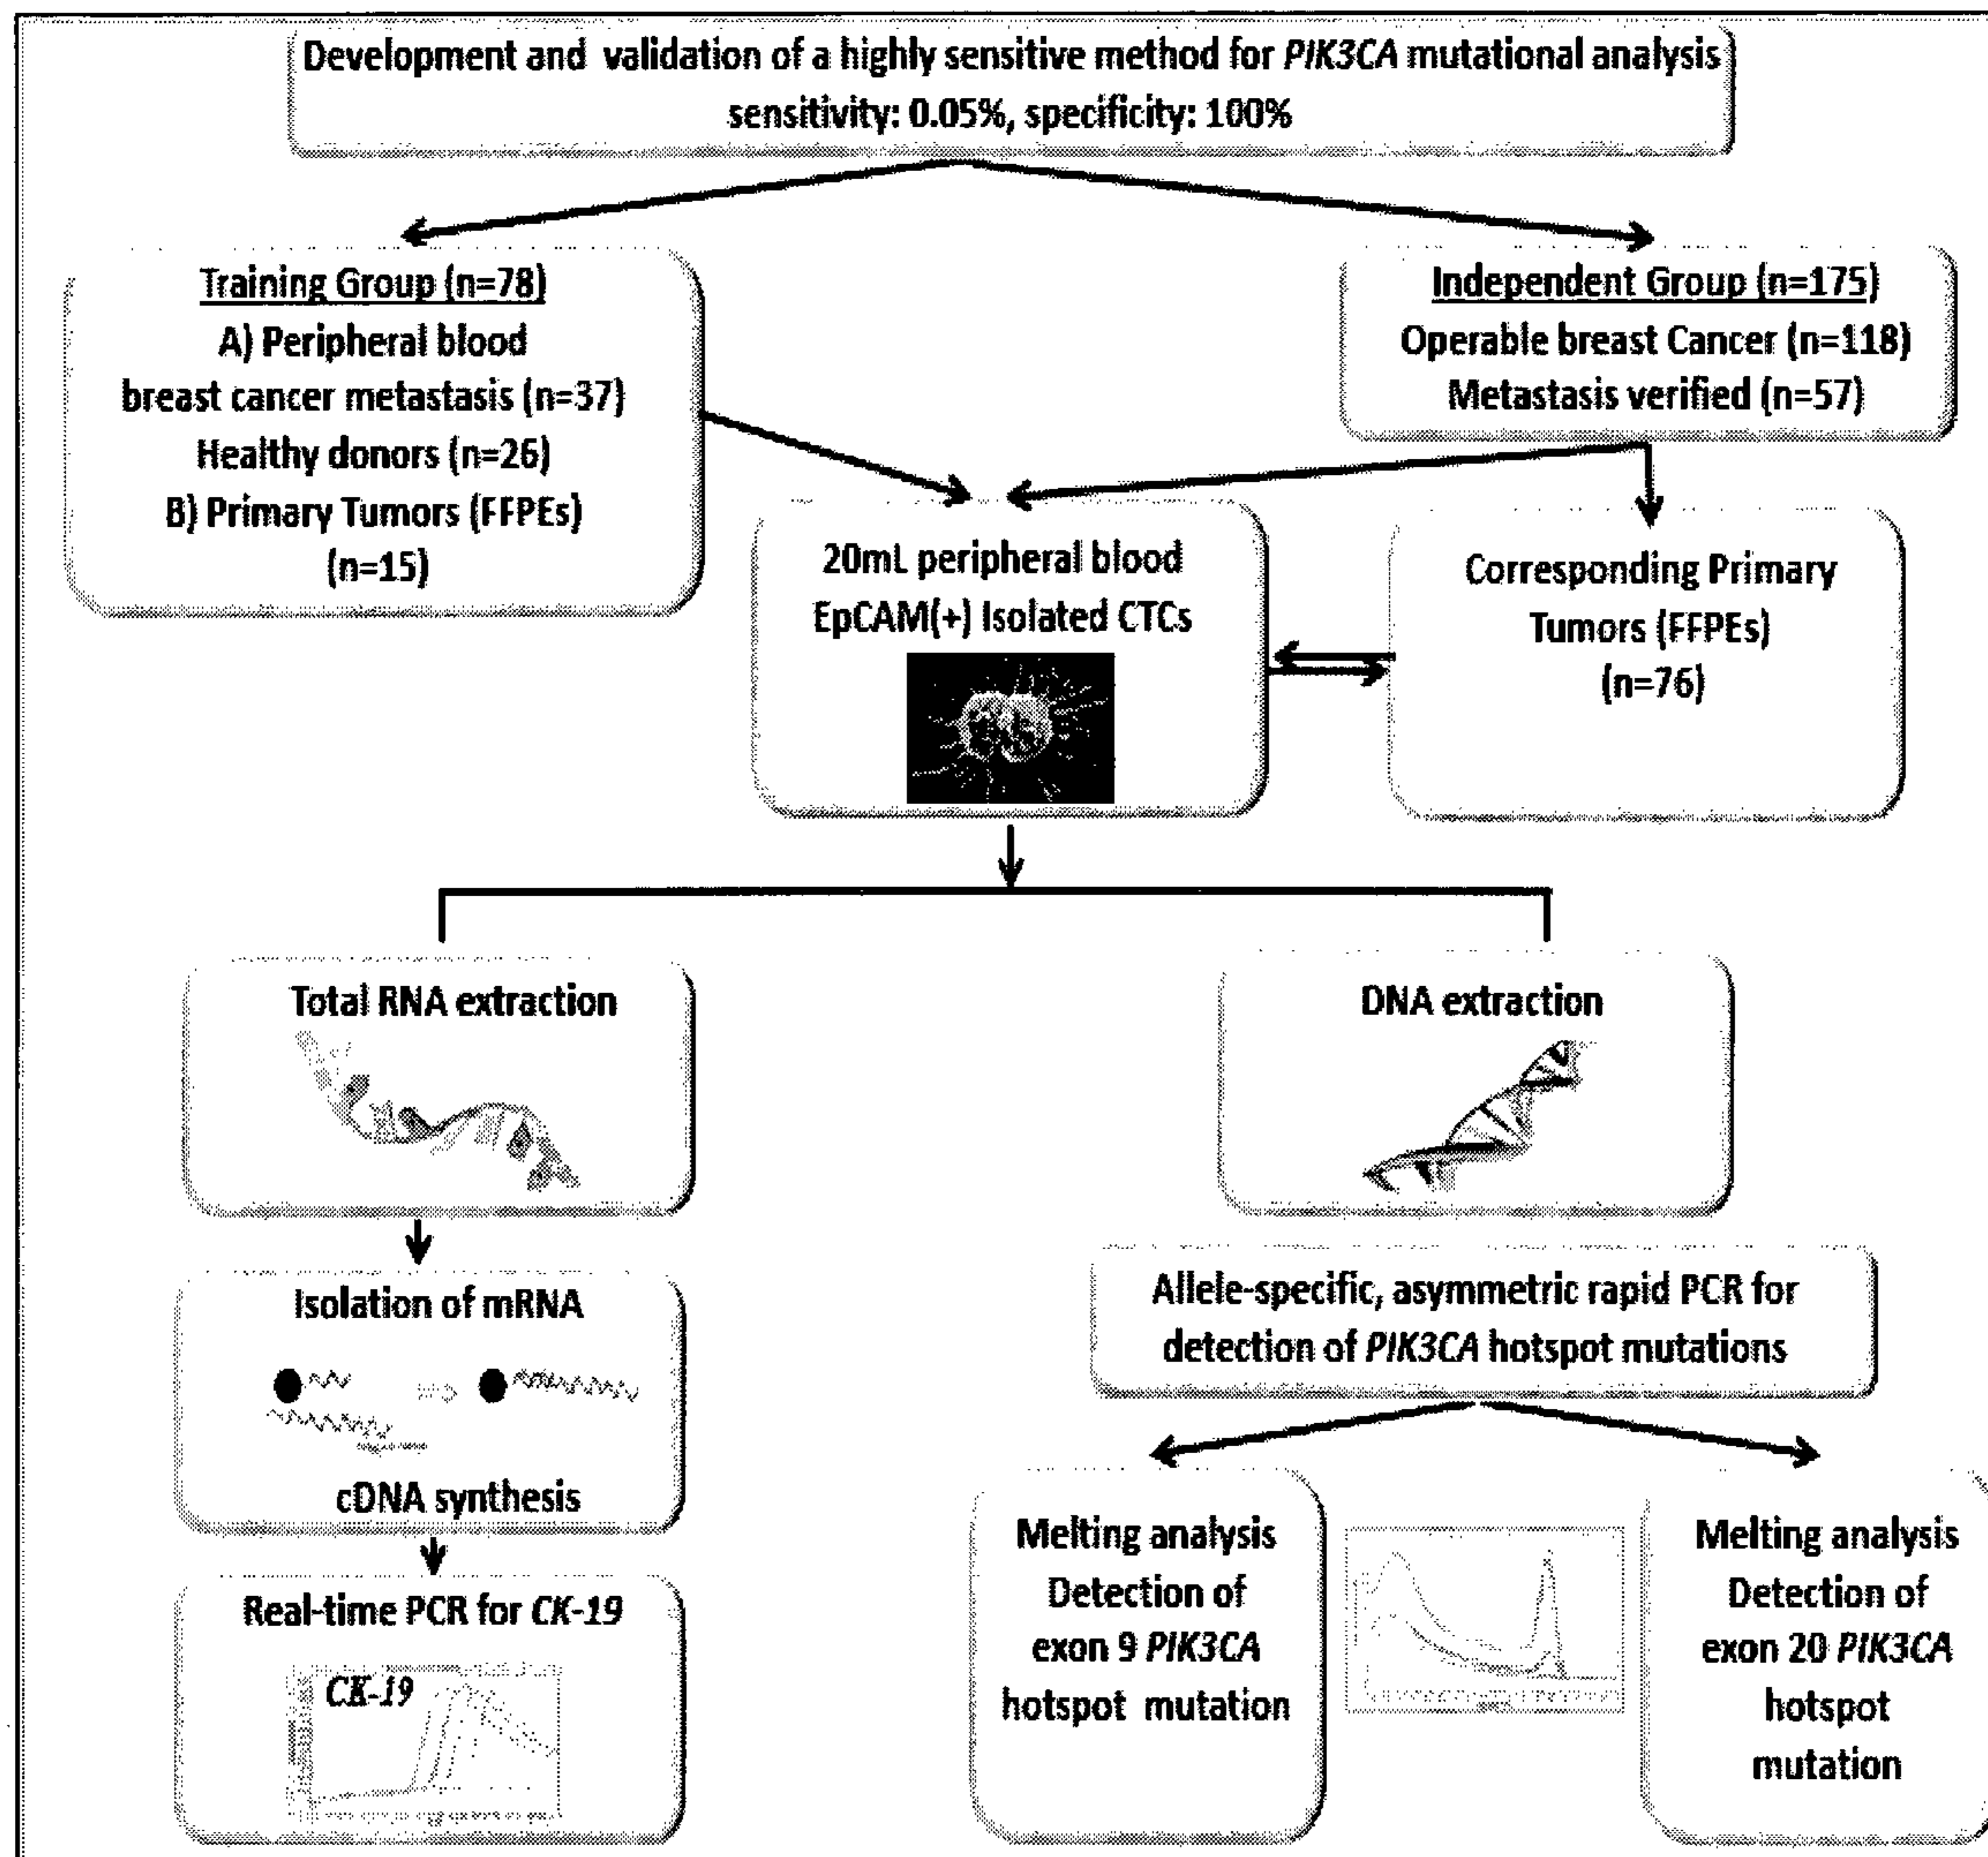 Development and validation of a highly sensitive method for PIK3CA mutational analysis
sensitivity: 0.05%, specificity: 100%
Training Group (n=78)
A) Peripheral blood
breast cancer metastasis (n=37)
Healthy donors (n=26)
B) Primary Tumors (FFPEs)
(n=15)
Independent Group (n=175)
Operable breast Cancer (n=118)
Metastasis verified (n=57)
20mL peripheral blood
EpCAM(+) Isolated CTCs
Corresponding Primary
Tumors (FFPEs)
(n=76)
Total RNA extraction
DNA extraction
Isolation of mRNA
cDNA synthesis
Real-time PCR for CK-19
CK-19
Allele-specific, asymmetric rapid PCR for
detection of PIK3CA hotspot mutations
Melting analysis
Detection of
exon 9 PIK3CA
hotspot mutation
Melting analysis
Detection of
exon 20 PIK3CA
hotspot
mutation